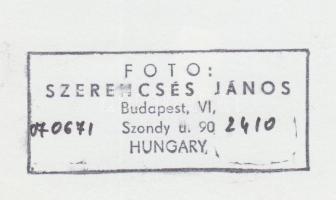 FOTO:
SZERENCSÉS JÁNOS
Budapest, VI,
070671 Szondy u. 90 2410
HUNGARY,